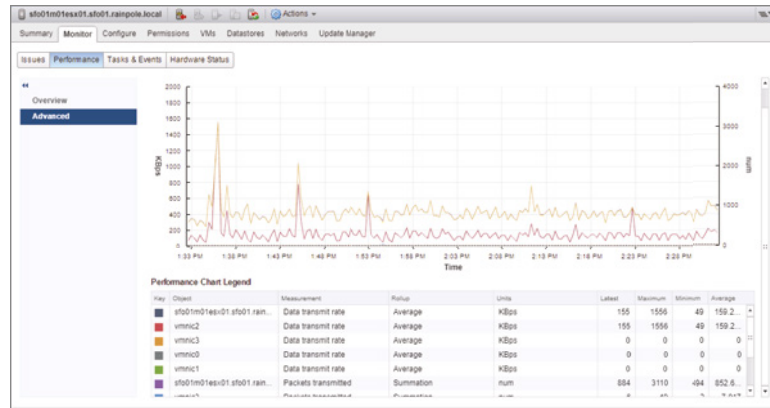 sfo01m01esx01.sfo01.rainpole.local Actions
Summary Monitor Configure Permissions VMs Datastores Networks Update Manager
Issues Performance Tasks & Events Hardware Status
Overview
Advanced
2000
1800
1600
1400
1200
1000
800
600
400
200
0
KBps
4000
3000
2000
1000
0
num
1:33 PM 1:38 PM 1:43 PM 1:48 PM 1:53 PM 1:58 PM 2:03 PM 2:08 PM 2:13 PM 2:18 PM 2:23 PM 2:28 PM
Time
Performance Chart Legend
Key Object Measurement Rollup Units Latest Maximum Minimum Average
sfo01m01esx01.sfo01.rain... Data transmit rate Average KBps 155 1556 49 159.2...
vmnic2 Data transmit rate Average KBps 155 1556 49 159.2...
vmnic3 Data transmit rate Average KBps 0 0 0 0
vmnic0 Data transmit rate Average KBps 0 0 0 0
vmnic1 Data transmit rate Average KBps 0 0 0 0
sfo01m01esx01.sfo01.rain... Packets transmitted Summation num 884 3110 494 852.6...